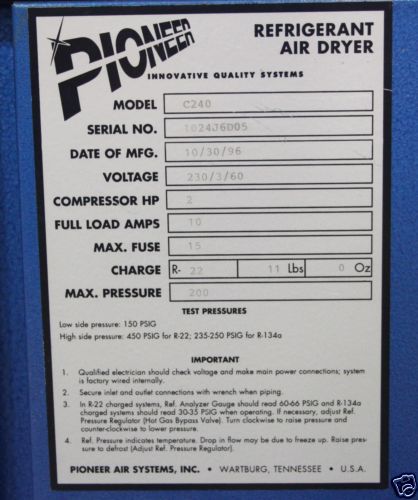 PIONEER
REFRIGERANT
AIR DRYER
INNOVATIVE QUALITY SYSTEMS
MODEL C240
SERIAL NO. 1024J6D05
DATE OF MFG. 10/30/96
VOLTAGE 230/3/60
COMPRESSOR HP 2
FULL LOAD AMPS 10
MAX. FUSE 15
CHARGE R- 22 11 Lbs 0 Oz
MAX. PRESSURE 200
TEST PRESSURES
Low side pressure: 150 PSIG
High side pressure: 450 PSIG for R-22; 235-250 PSIG for R-134a
IMPORTANT
1. Qualified electrician should check voltage and make main power connections; system
is factory wired internally.
2. Secure inlet and outlet connections with wrench when piping.
3. In R-22 charged systems, Ref. Analyzer Gauge should read 60-66 PSIG and R-134a
charged systems should read 30-35 PSIG when operating. If necessary, adjust Ref.
Pressure Regulator (Hot Gas Bypass Valve). Turn clockwise to raise pressure and
counter-clockwise to lower pressure.
4. Ref. Pressure indicates temperature. Drop in flow may be due to freeze up. Raise pres-
sure to defrost (Adjust Ref. Pressure Regulator).
PIONEER AIR SYSTEMS, INC. • WARTBURG, TENNESSEE • U.S.A.